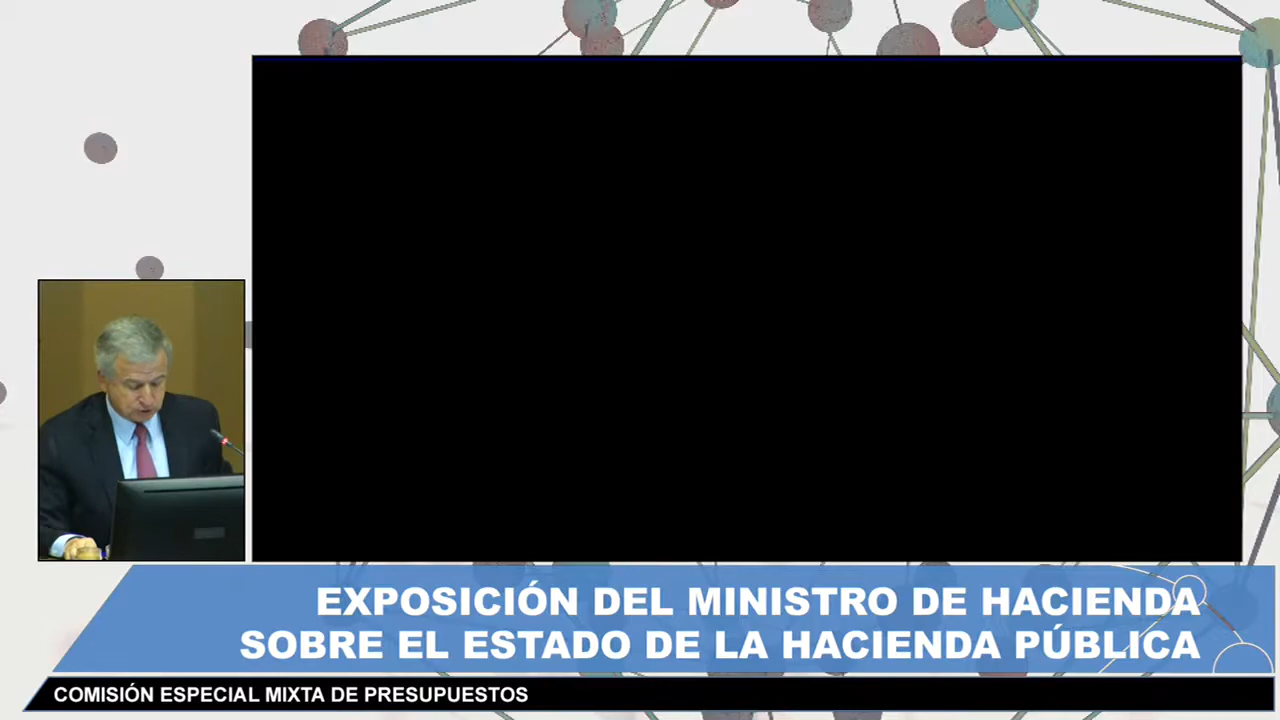 EXPOSICIÓN DEL MINISTRO DE HACIENDA
SOBRE EL ESTADO DE LA HACIENDA PÚBLICA
COMISIÓN ESPECIAL MIXTA DE PRESUPUESTOS